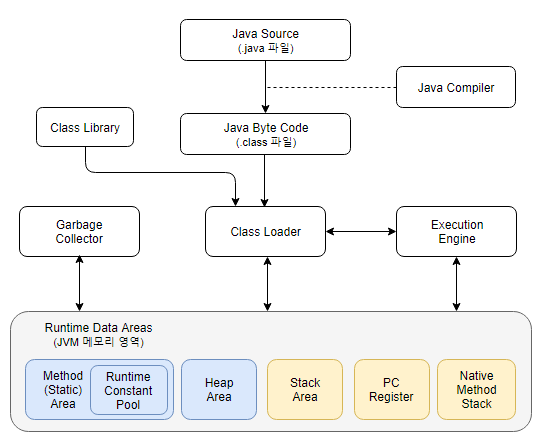 Java Source
(.java 파일)
Java Compiler
Class Library
Java Byte Code
(.class 파일)
Garbage
Collector
Class Loader
Execution
Engine
Runtime Data Areas
(JVM 메모리 영역)
Method
(Static)
Area
Runtime
Constant
Pool
Heap
Area
Stack
Area
PC
Register
Native
Method
Stack